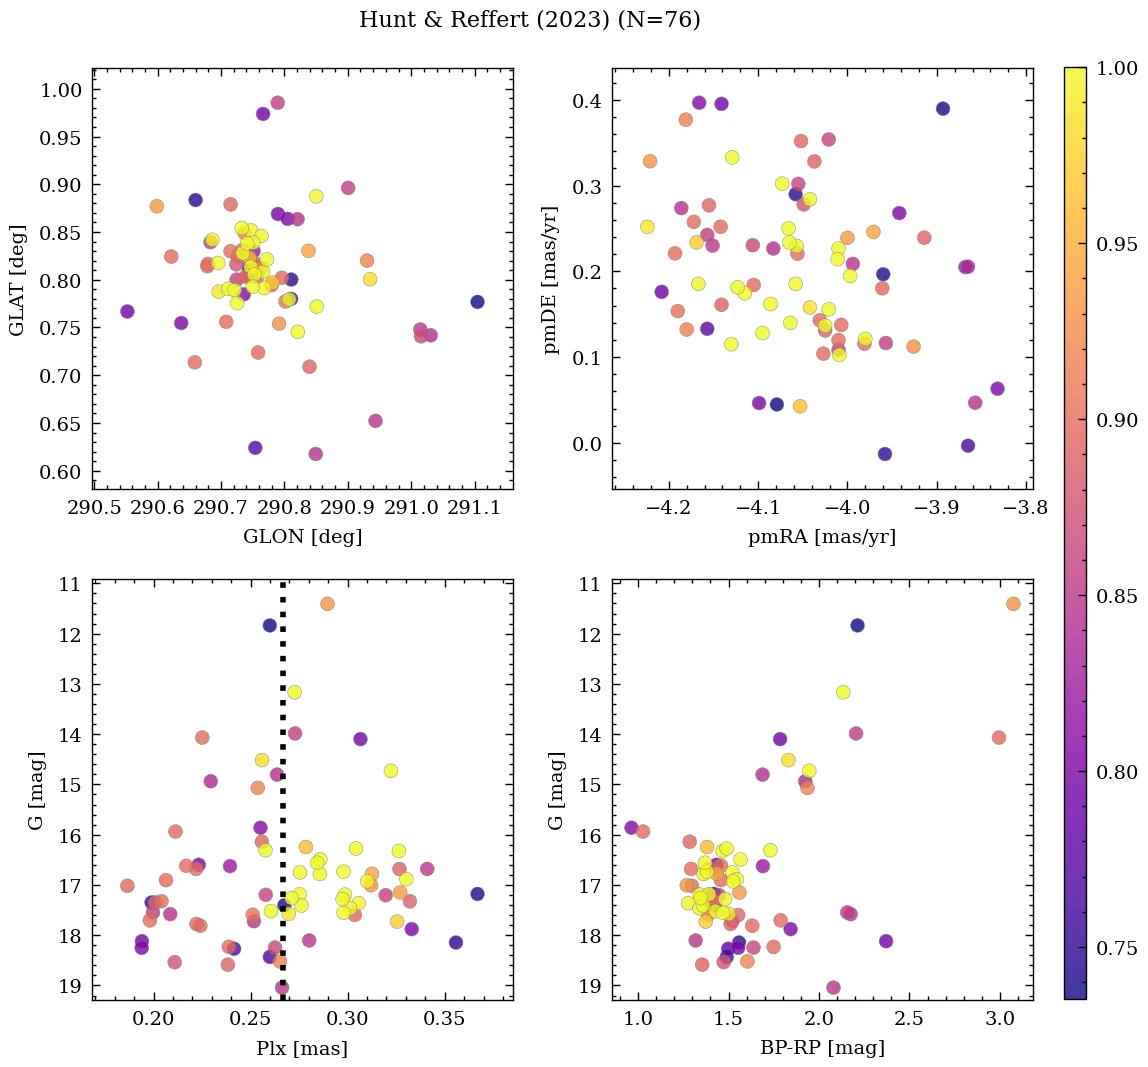 Hunt & Reffert (2023) (N=76)
1.00
0.95
0.90
0.85
0.80
0.75
0.70
0.65
0.60
GLAT [deg]
290.5 290.6 290.7 290.8 290.9 291.0 291.1
GLON [deg]
0.4
0.3
0.2
0.1
0.0
pmDE [mas/yr]
−4.2 −4.1 −4.0 −3.9 −3.8
pmRA [mas/yr]
1.00
0.95
0.90
0.85
0.80
0.75
11
12
13
14
15
16
17
18
19
G [mag]
0.20 0.25 0.30 0.35
Plx [mas]
11
12
13
14
15
16
17
18
19
G [mag]
1.0 1.5 2.0 2.5 3.0
BP-RP [mag]